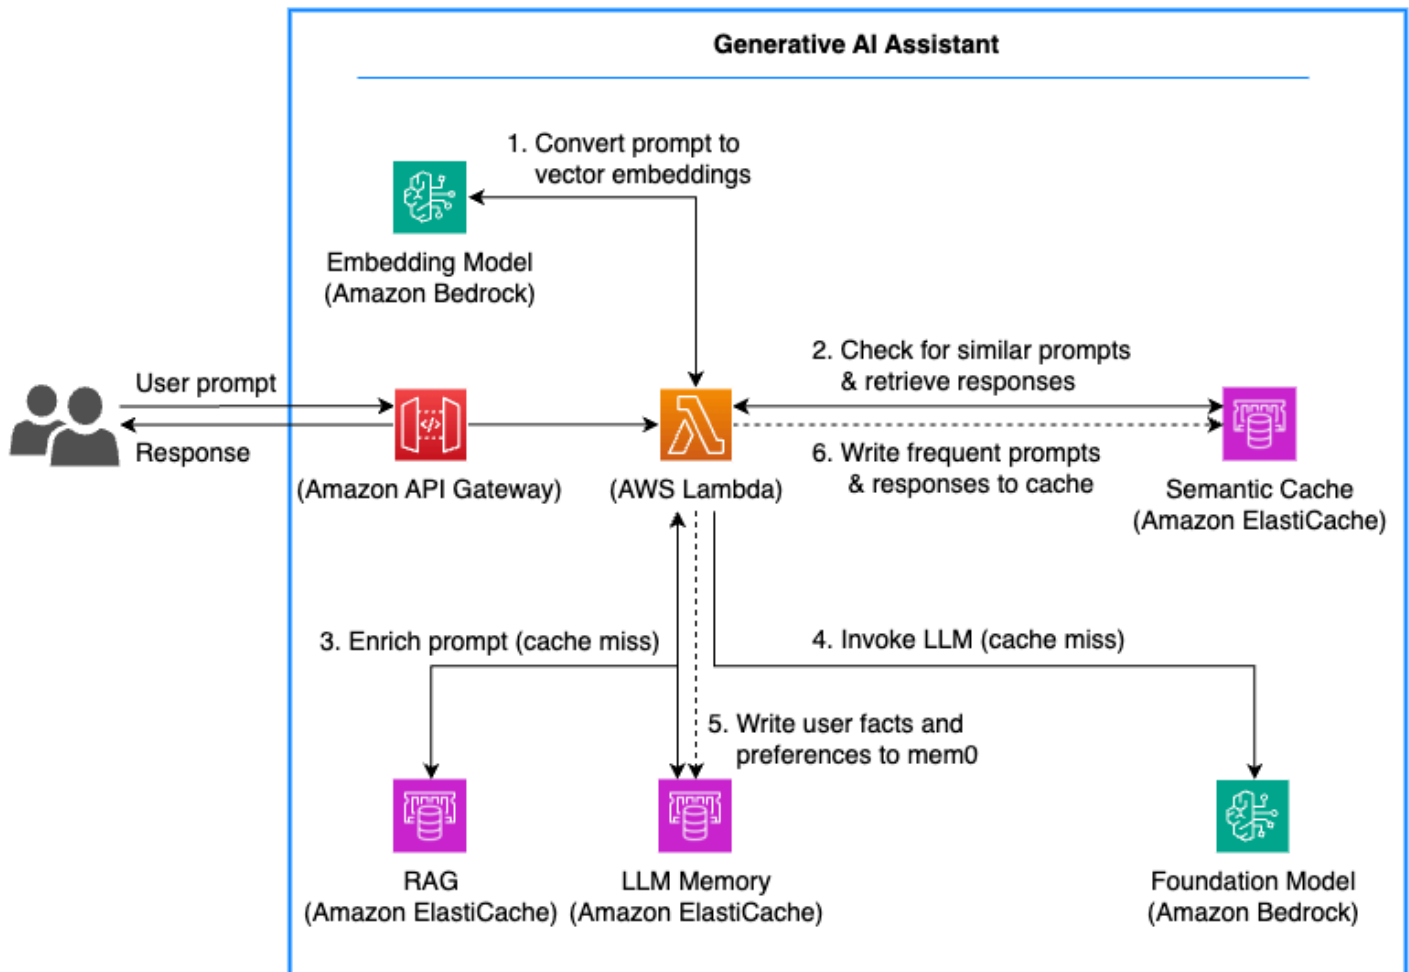 Generative AI Assistant
1. Convert prompt to
vector embeddings
Embedding Model
(Amazon Bedrock)
User prompt
Response
(Amazon API Gateway)
(AWS Lambda)
2. Check for similar prompts
& retrieve responses
6. Write frequent prompts
& responses to cache
Semantic Cache
(Amazon ElastiCache)
3. Enrich prompt (cache miss)
4. Invoke LLM (cache miss)
5. Write user facts and
preferences to mem0
RAG
(Amazon ElastiCache)
LLM Memory
(Amazon ElastiCache)
Foundation Model
(Amazon Bedrock)